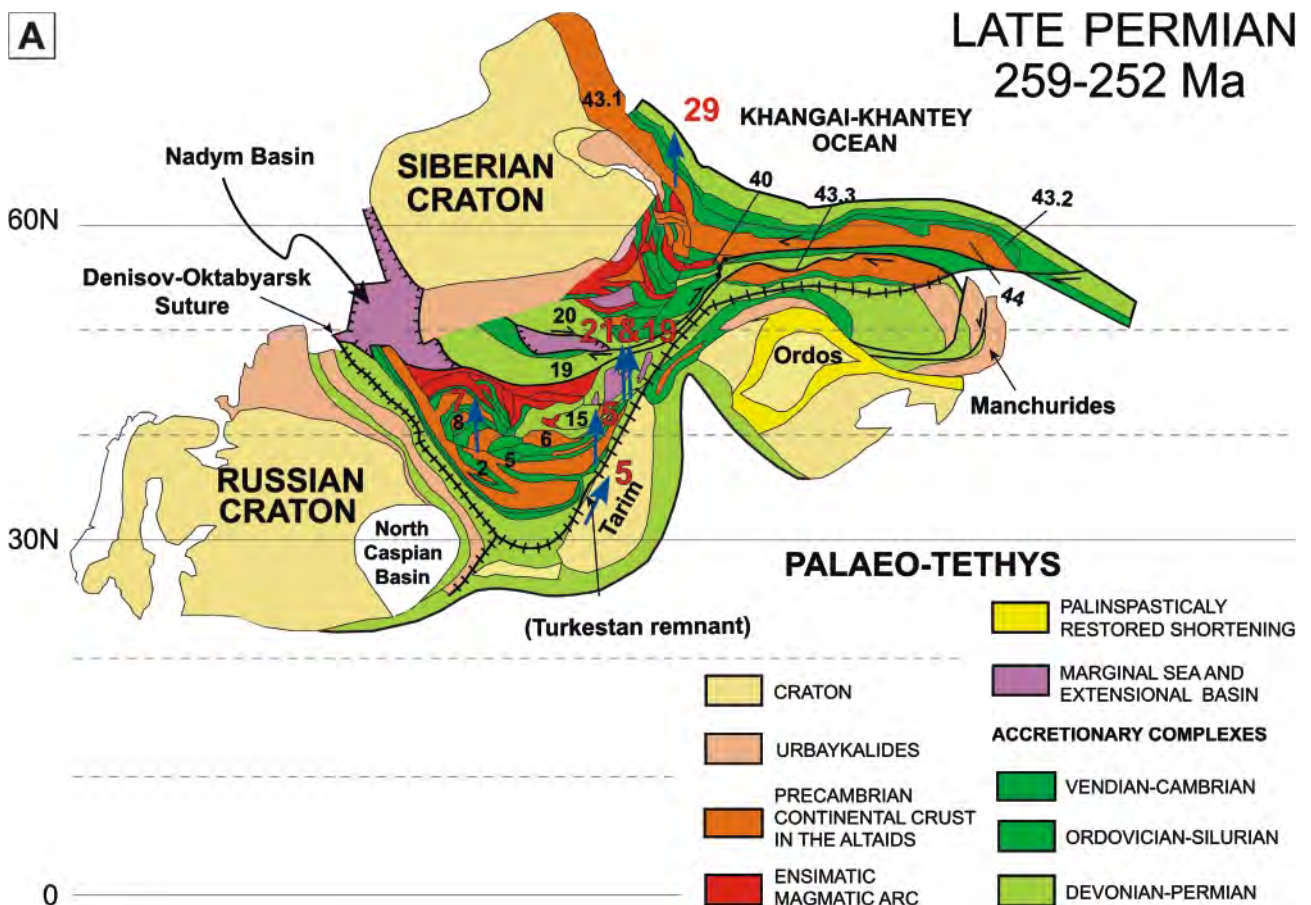 A
LATE PERMIAN
259-252 Ma
43.1
29
KHANGAI-KHANTEY
OCEAN
Nadym Basin
SIBERIAN
CRATON
40
43.3
43.2
60N
Denisov-Oktabyarsk
Suture
44
20
21&19
Ordos
19
Manchurides
7
8
15
5
6
2
5
5
RUSSIAN
CRATON
Tarim
North
Caspian
Basin
30N
PALAEO-TETHYS
(Turkestan remnant)
PALINSPASTICALY
RESTORED SHORTENING
CRATON
MARGINAL SEA AND
EXTENSIONAL BASIN
URBAYKALIDES
ACCRETIONARY COMPLEXES
PRECAMBRIAN
CONTINENTAL CRUST
IN THE ALTAIDS
VENDIAN-CAMBRIAN
ORDOVICIAN-SILURIAN
ENSIMATIC
MAGMATIC ARC
DEVONIAN-PERMIAN
0